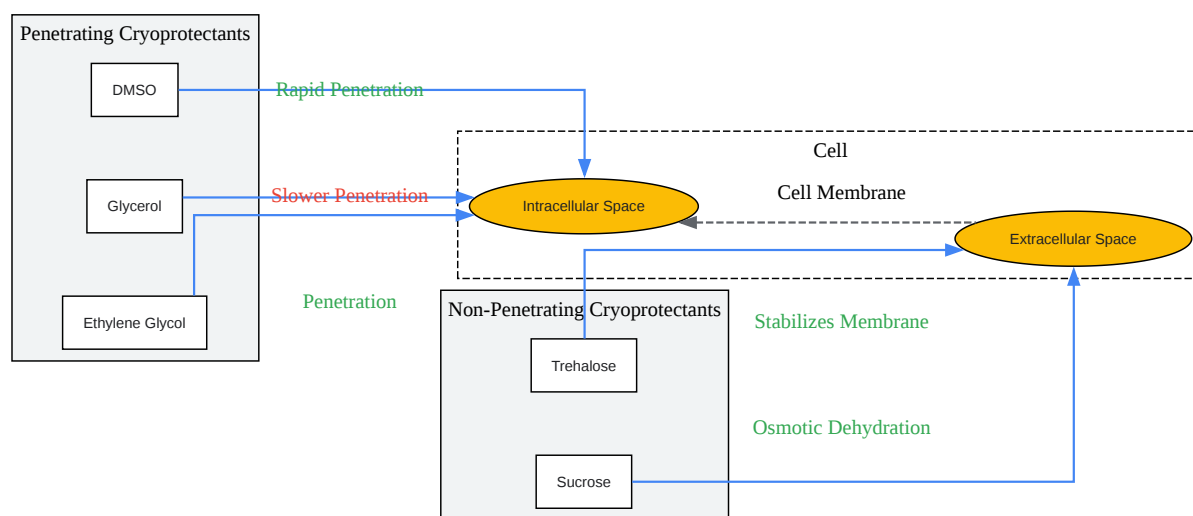 Penetrating Cryoprotectants
DMSO
Rapid Penetration
Glycerol
Slower Penetration
Ethylene Glycol
Penetration
Cell
Cell Membrane
Intracellular Space
Extracellular Space
Non-Penetrating Cryoprotectants
Trehalose
Stabilizes Membrane
Osmotic Dehydration
Sucrose